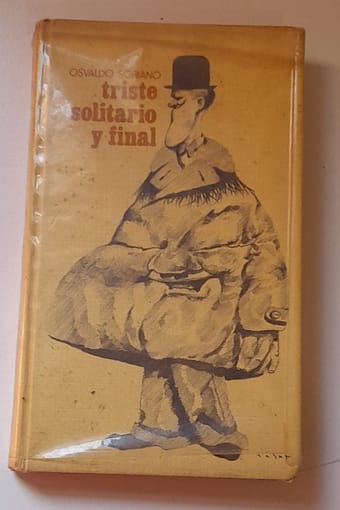 OSVALDO SORIANO
triste
solitario
y final